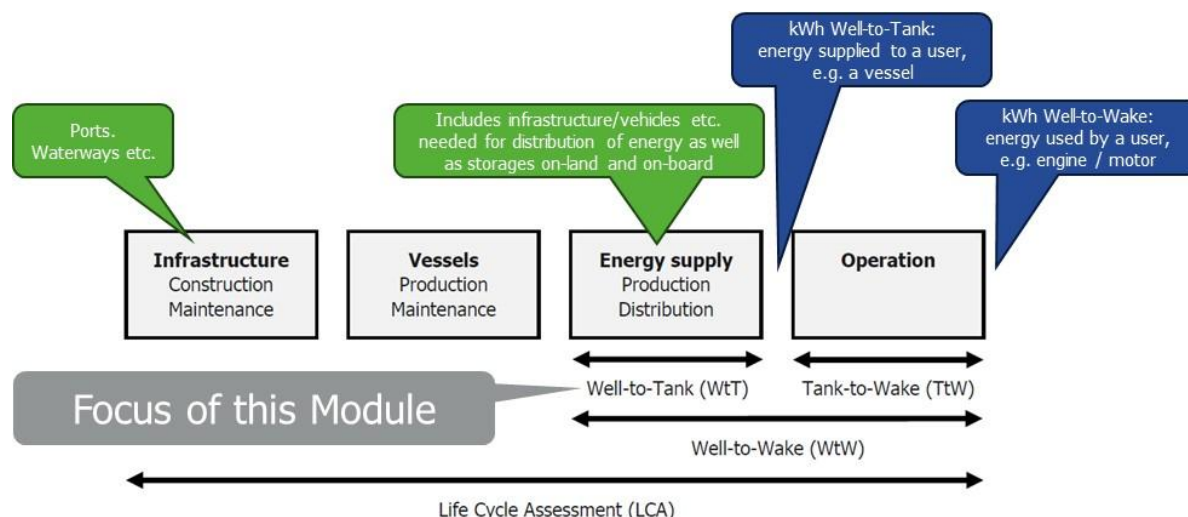 kWh Well-to-Tank:
energy supplied to a user,
e.g. a vessel
Ports.
Waterways etc.
Includes infrastructure/vehicles etc.
needed for distribution of energy as well
as storages on-land and on-board
kWh Well-to-Wake:
energy used by a user,
e.g. engine / motor
Infrastructure
Construction
Maintenance
Vessels
Production
Maintenance
Energy supply
Production
Distribution
Operation
Focus of this Module
Well-to-Tank (WtT)
Tank-to-Wake (TtW)
Well-to-Wake (WtW)
Life Cycle Assessment (LCA)